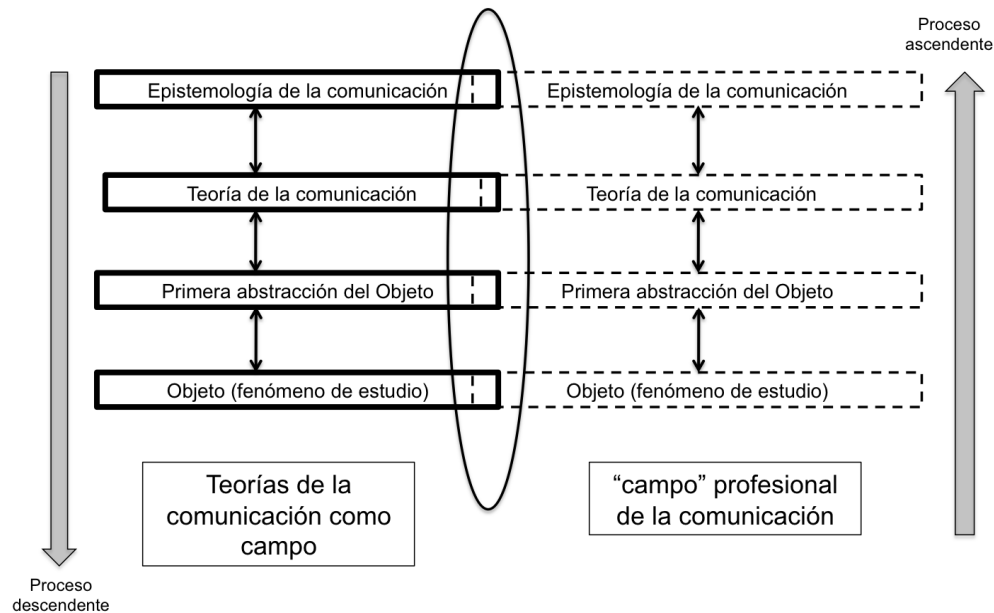 Proceso
ascendente
Epistemología de la comunicación
Epistemología de la comunicación
Teoría de la comunicación
Teoría de la comunicación
Primera abstracción del Objeto
Primera abstracción del Objeto
Objeto (fenómeno de estudio)
Objeto (fenómeno de estudio)
Teorías de la
comunicación como
campo
“campo” profesional
de la comunicación
Proceso
descendente